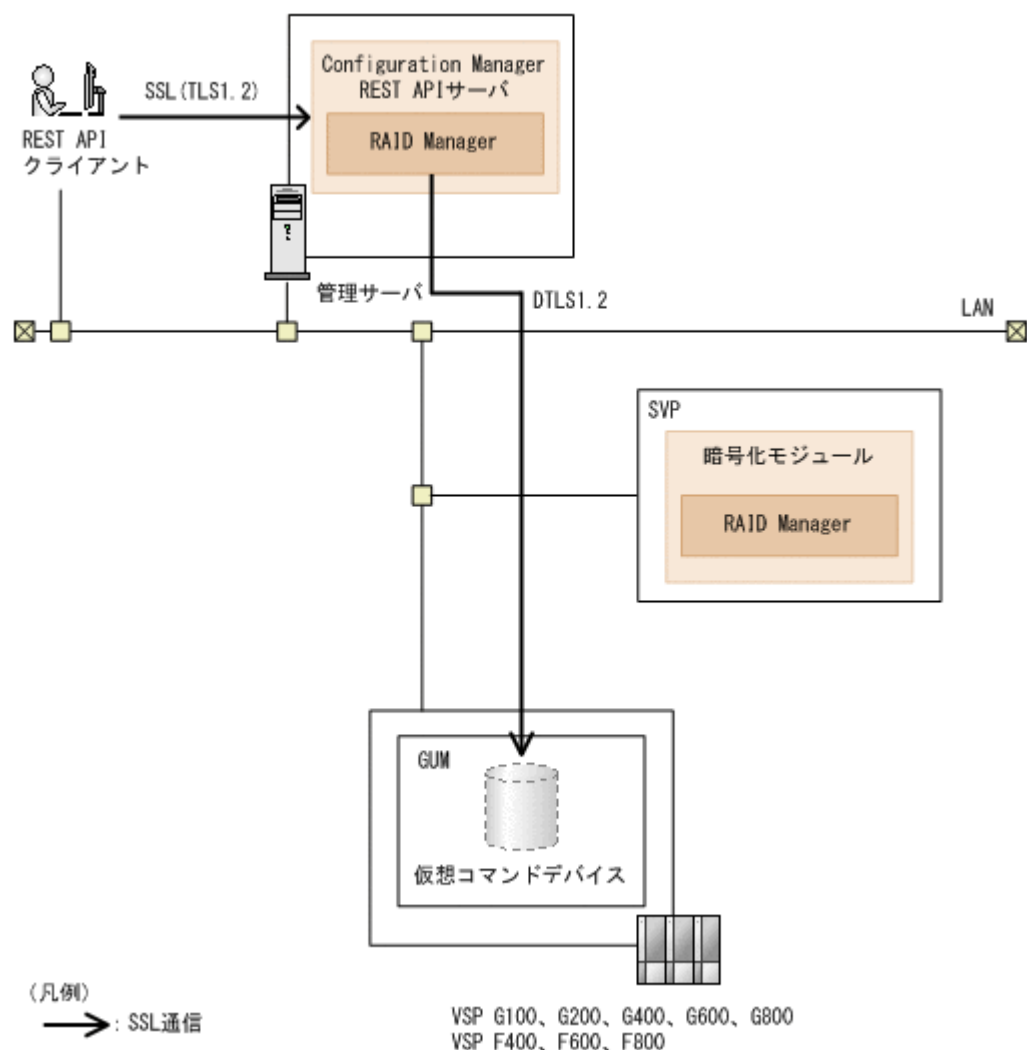 Configuration Manager
REST APIサーバ
RAID Manager
SSL(TLS1.2)
REST API
クライアント
管理サーバ
DTLS1.2
LAN
SVP
暗号化モジュール
RAID Manager
GUM
仮想コマンドデバイス
(凡例)
: SSL通信
VSP G100、G200、G400、G600、G800
VSP F400、F600、F800